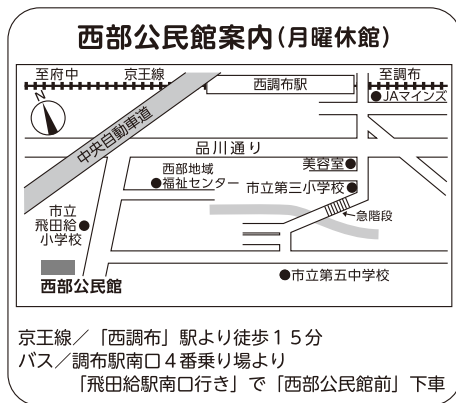 西部公民館案内(月曜休館)
至府中
京王線
西調布駅
至調布
JAマインズ
N
中央自動車道
品川通り
美容室
西部地域
福祉センター
市立第三小学校
急階段
市立
飛田給
小学校
西部公民館
市立第五中学校
京王線／「西調布」駅より徒歩１５分
バス／調布駅南口４番乗り場より
「飛田給駅南口行き」で「西部公民館前」下車